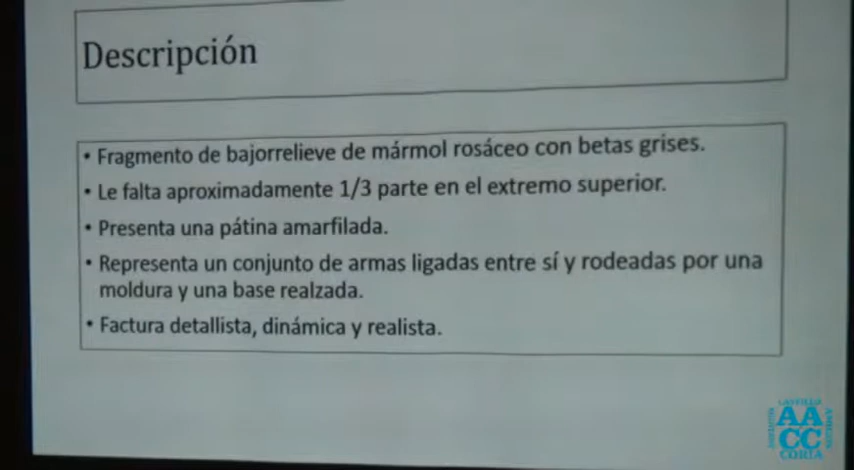 Descripción
• Fragmento de bajorrelieve de mármol rosáceo con betas grises.
• Le falta aproximadamente 1/3 parte en el extremo superior.
• Presenta una pátina amarfilada.
• Representa un conjunto de armas ligadas entre sí y rodeadas por una
moldura y una base realzada.
• Factura detallista, dinámica y realista.
CASTILLO
AA
CC
CORIA